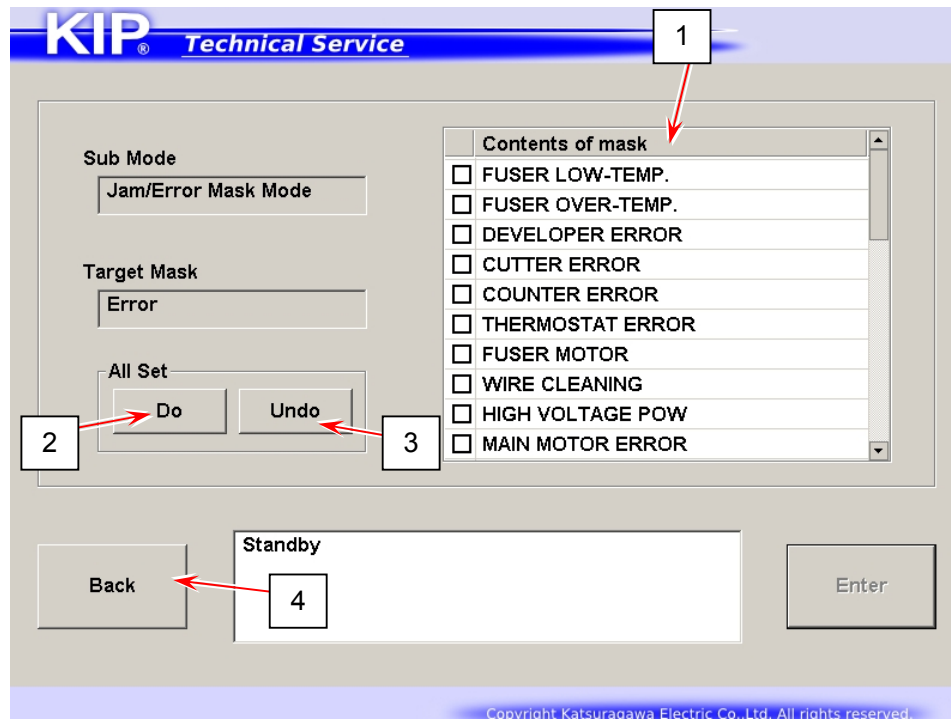 KIP® Technical Service
1
Sub Mode
Jam/Error Mask Mode
Target Mask
Error
All Set
Do
Undo
2
3
Contents of mask
FUSER LOW-TEMP.
FUSER OVER-TEMP.
DEVELOPER ERROR
CUTTER ERROR
COUNTER ERROR
THERMOSTAT ERROR
FUSER MOTOR
WIRE CLEANING
HIGH VOLTAGE POW
MAIN MOTOR ERROR
Back
Standby
4
Enter
Copyright Katsuragawa Electric Co.,Ltd. All rights reserved.